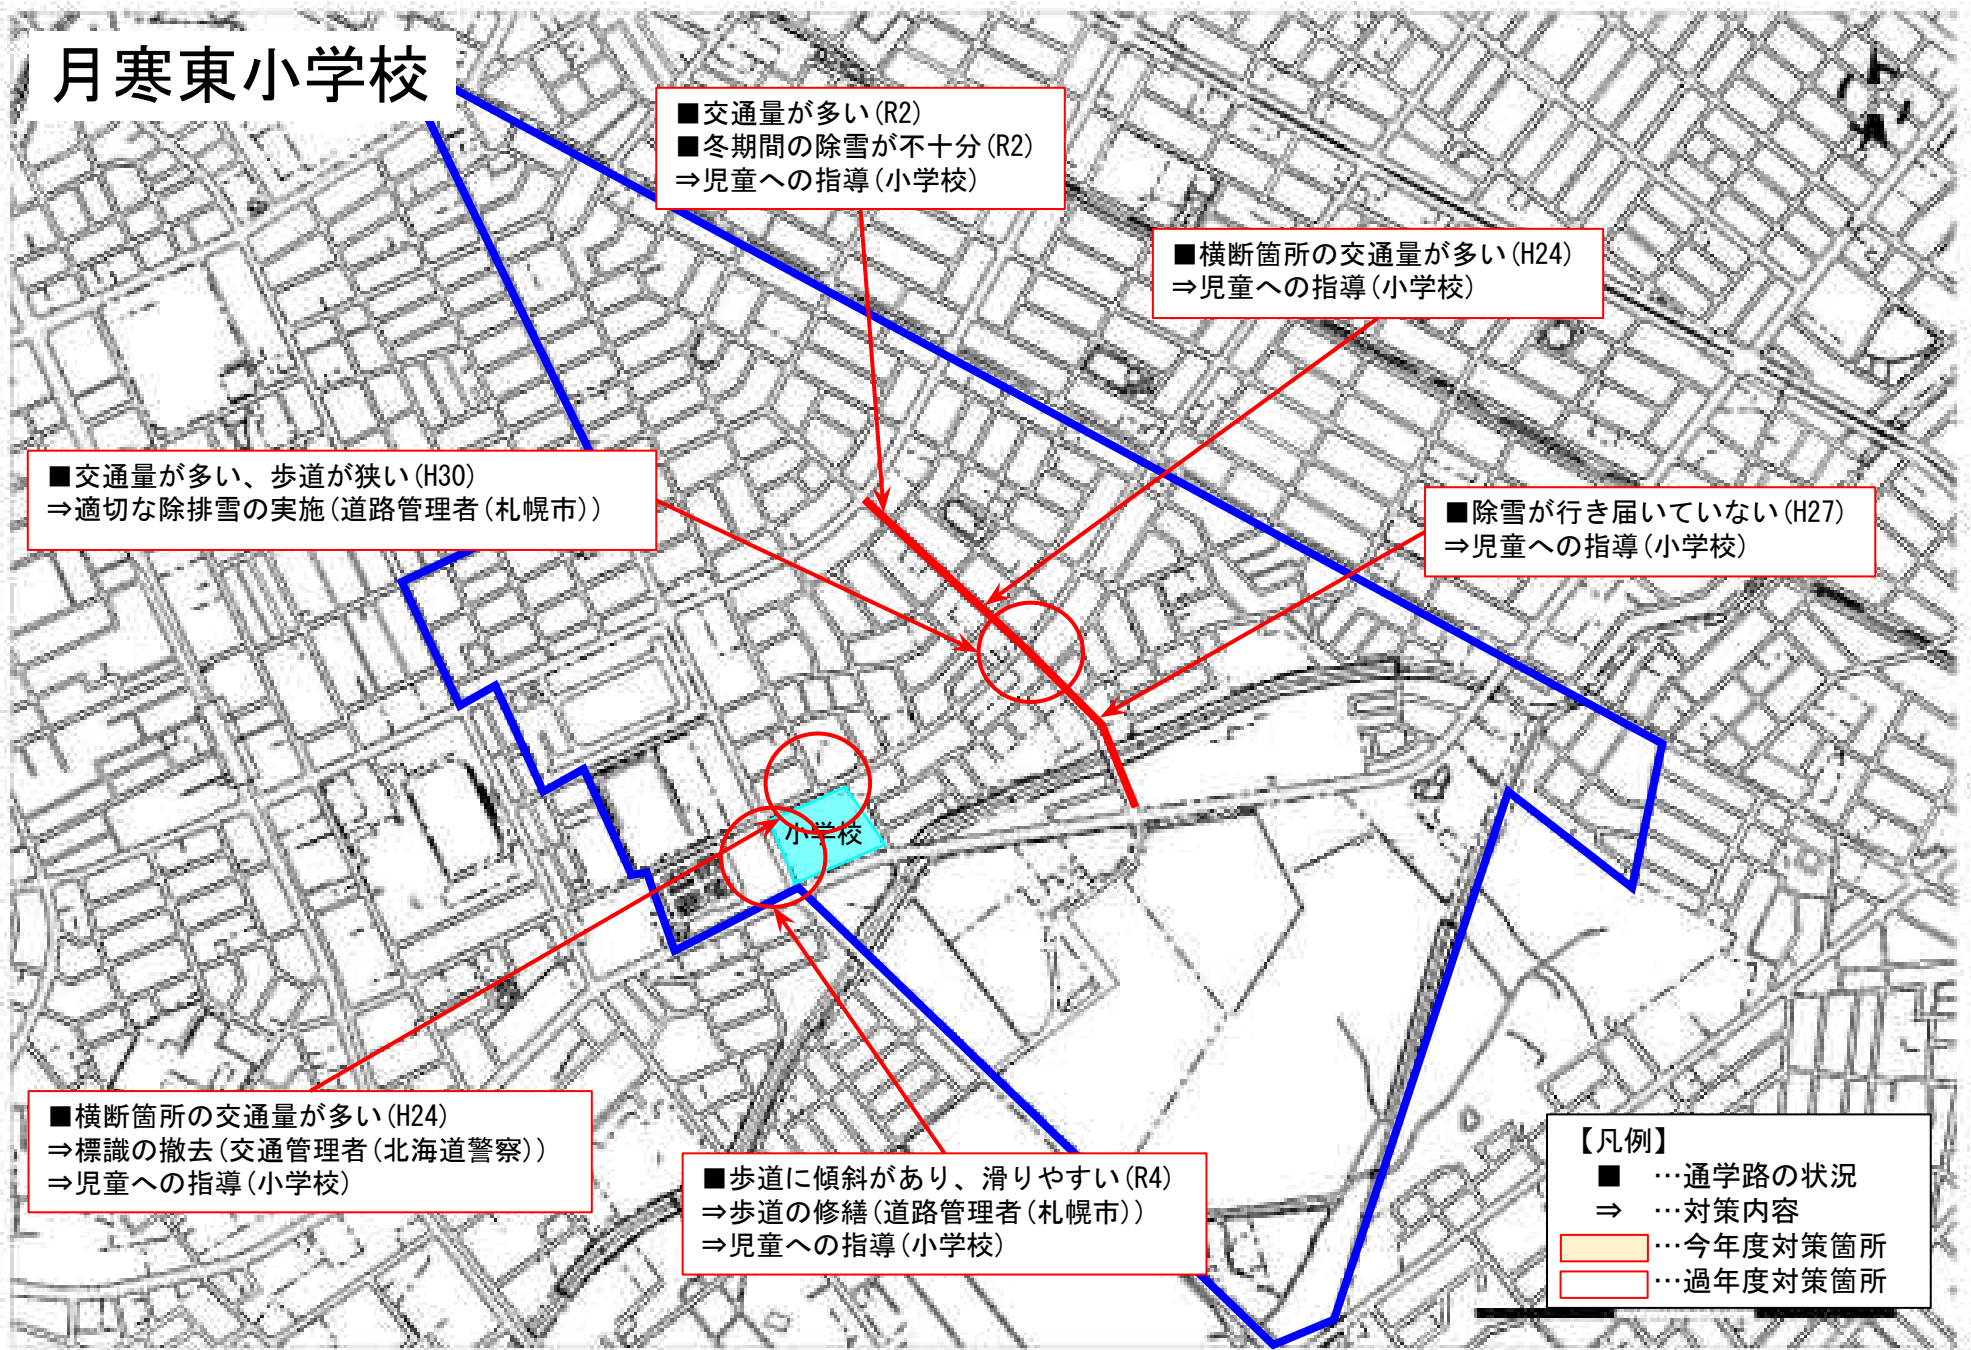 月寒東小学校
■交通量が多い(R2)
■冬期間の除雪が不十分(R2)
⇒児童への指導(小学校)
■横断箇所の交通量が多い(H24)
⇒児童への指導(小学校)
■交通量が多い、歩道が狭い(H30)
⇒適切な除排雪の実施(道路管理者(札幌市))
■除雪が行き届いていない(H27)
⇒児童への指導(小学校)
小学校
■横断箇所の交通量が多い(H24)
⇒標識の撤去(交通管理者(北海道警察))
⇒児童への指導(小学校)
■歩道に傾斜があり、滑りやすい(R4)
⇒歩道の修繕(道路管理者(札幌市))
⇒児童への指導(小学校)
【凡例】
■ …通学路の状況
⇒ …対策内容
…今年度対策箇所
…過年度対策箇所